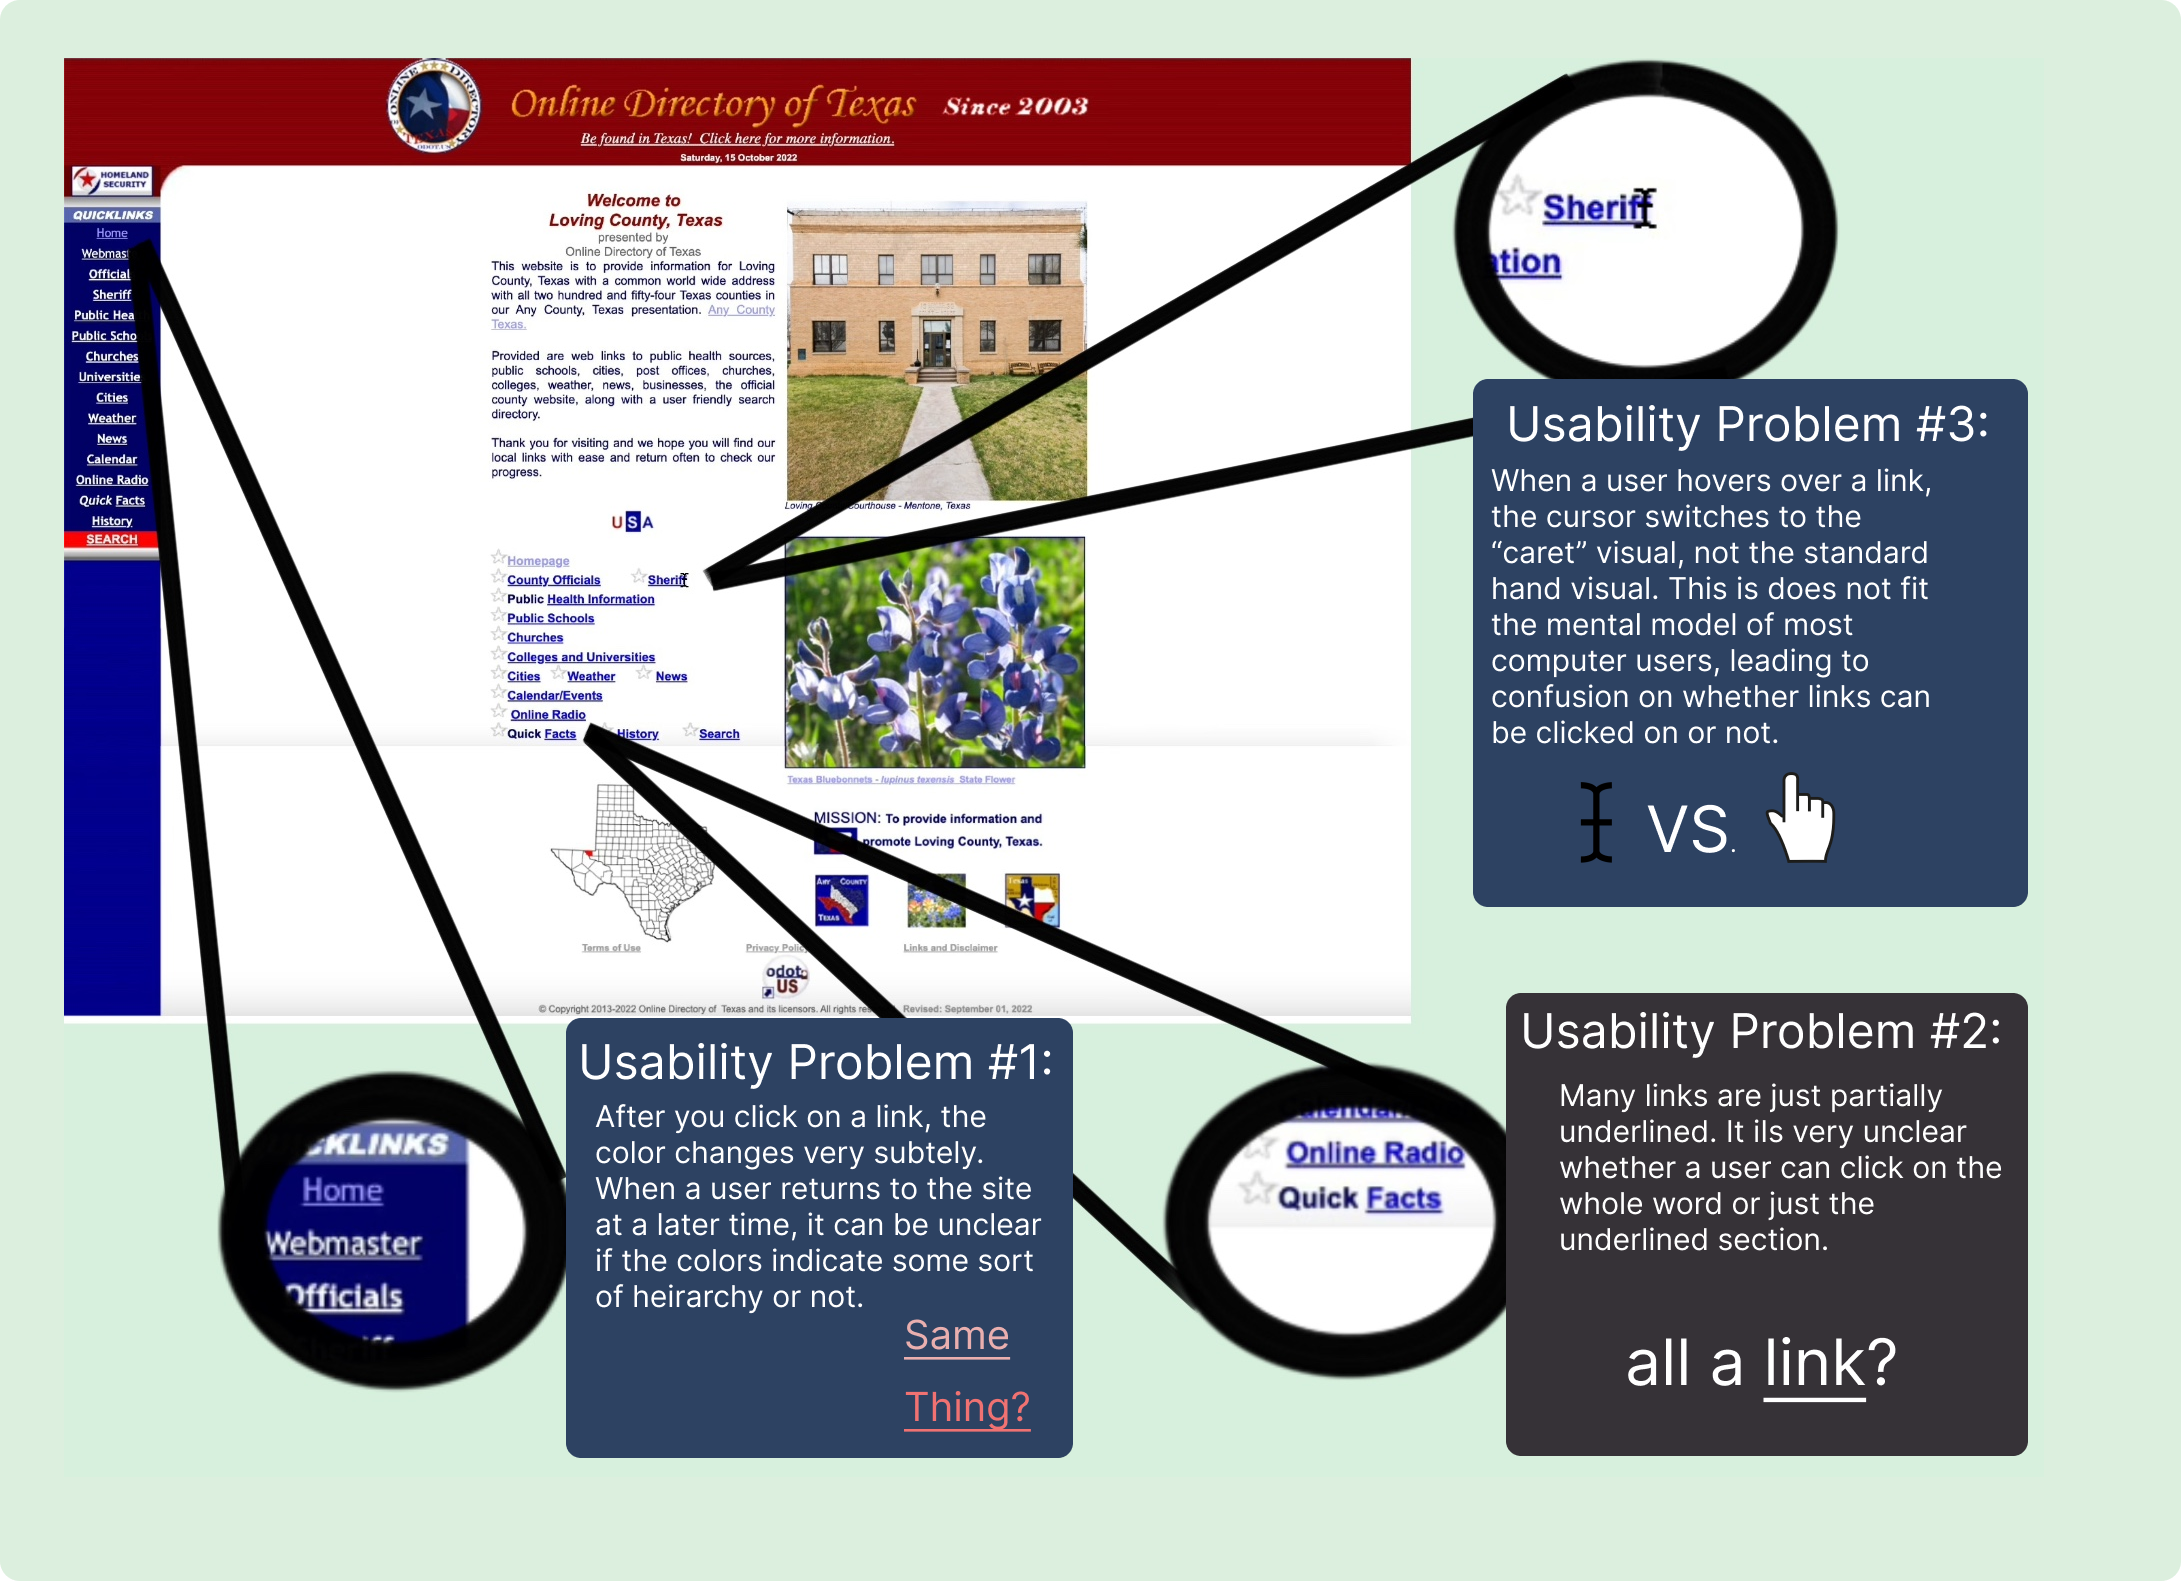 Online Directory of Texas Since 2003
Be found in Texas! Click here for more information.
Saturday, 15 October 2022
HOMELAND
SECURITY
QUICKLINKS
Home
Webmas
Official
Sheriff
Public Hea
Public Scho
Churches
Universitie
Cities
Weather
News
Calendar
Online Radio
Quick Facts
History
SEARCH
Welcome to
Loving County, Texas
presented by
Online Directory of Texas
This website is to provide information for Loving
County, Texas with a common world wide address
with all two hundred and fifty-four Texas counties in
our Any County, Texas presentation. Any County
Texas.
Provided are web links to public health sources,
public schools, cities, post offices, churches,
colleges, weather, news, businesses, the official
county website, along with a user friendly search
directory.
Thank you for visiting and we hope you will find our
local links with ease and return often to check our
progress.
USA
Loving Courthouse - Mentone, Texas
Homepage
County Officials Sheriff
Public Health Information
Public Schools
Churches
Colleges and Universities
Cities Weather News
Calendar/Events
Online Radio
Quick Facts History Search
Texas Bluebonnets - lupinus texensis State Flower
MISSION: To provide information and
promote Loving County, Texas.
ANY COUNTY
TEXAS
Texas
Terms of Use Privacy Polic Links and Disclaimer
odot
US
© Copyright 2013-2022 Online Directory of Texas and its licensors. All rights res Revised: September 01, 2022
Sheriff
ation
Usability Problem #3:
When a user hovers over a link,
the cursor switches to the
“caret” visual, not the standard
hand visual. This is does not fit
the mental model of most
computer users, leading to
confusion on whether links can
be clicked on or not.
VS.
CKLINKS
Home
Webmaster
Officials
Sheriff
Usability Problem #1:
After you click on a link, the
color changes very subtely.
When a user returns to the site
at a later time, it can be unclear
if the colors indicate some sort
of heirarchy or not.
Same
Thing?
Calendar
Online Radio
Quick Facts
Usability Problem #2:
Many links are just partially
underlined. It ils very unclear
whether a user can click on the
whole word or just the
underlined section.
all a link?